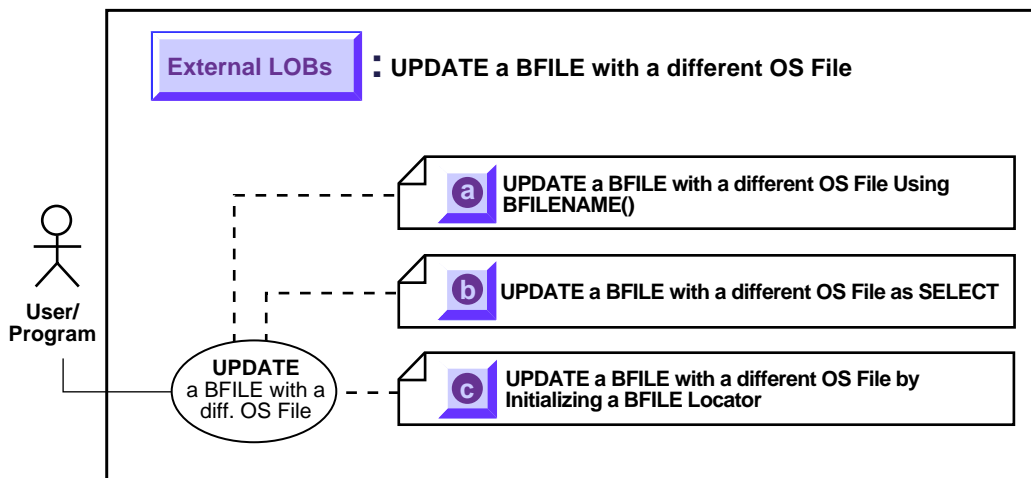 External LOBs : UPDATE a BFILE with a different OS File
a UPDATE a BFILE with a different OS File Using
BFILENAME()
b UPDATE a BFILE with a different OS File as SELECT
User/
Program
UPDATE
a BFILE with a
diff. OS File
c UPDATE a BFILE with a different OS File by
Initializing a BFILE Locator